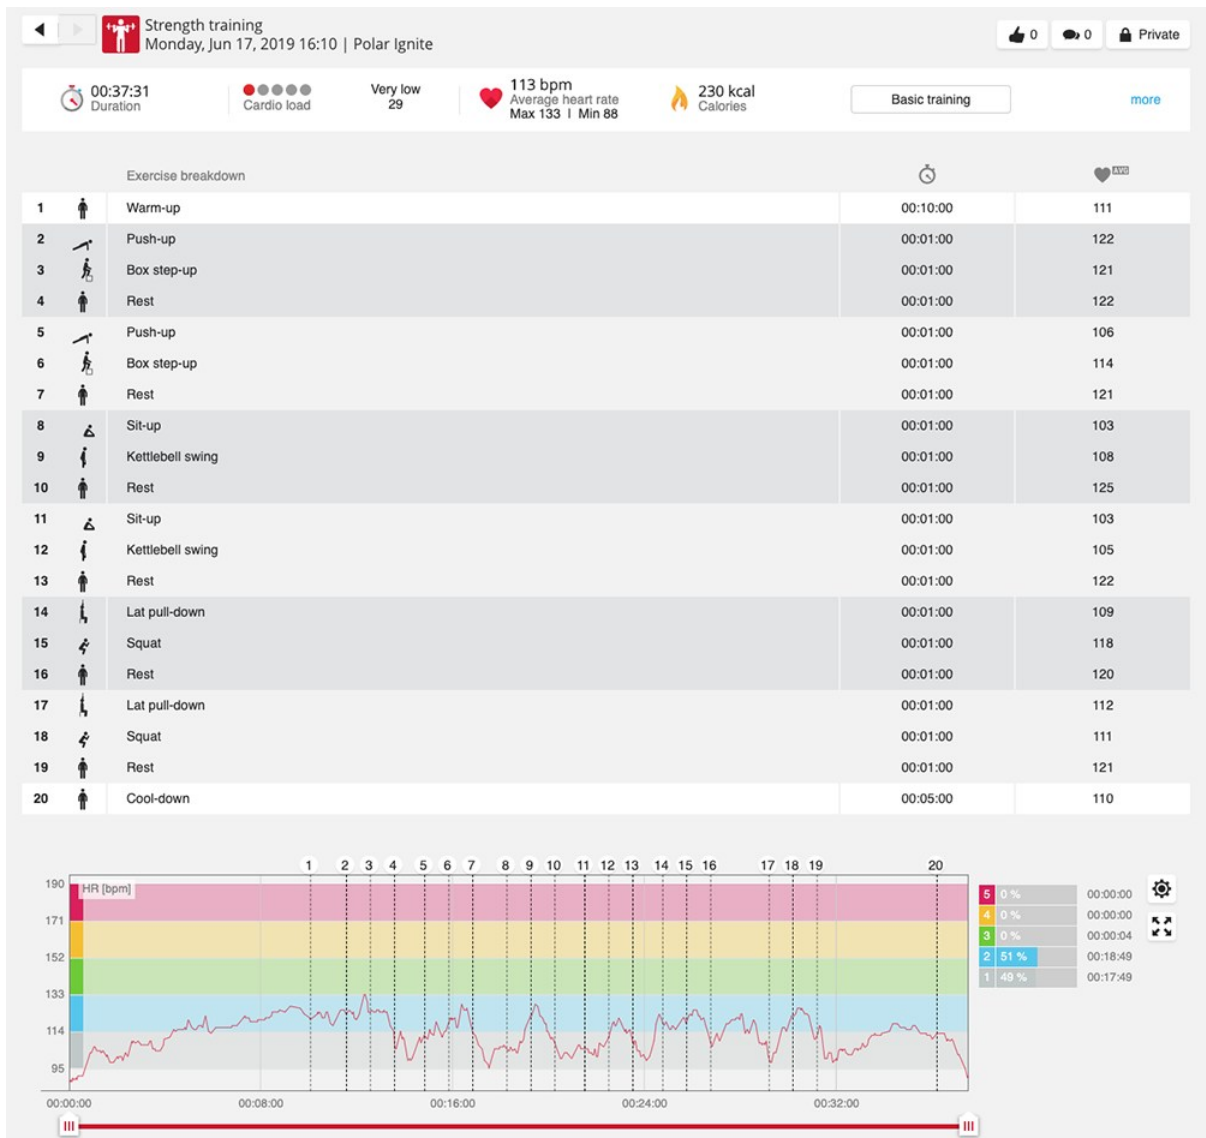 Strength training
Monday, Jun 17, 2019 16:10 | Polar Ignite
0
0
Private
00:37:31
Duration
Cardio load
Very low
29
113 bpm
Average heart rate
Max 133 | Min 88
230 kcal
Calories
Basic training
more
Exercise breakdown
AVG
1 Warm-up 00:10:00 111
2 Push-up 00:01:00 122
3 Box step-up 00:01:00 121
4 Rest 00:01:00 122
5 Push-up 00:01:00 106
6 Box step-up 00:01:00 114
7 Rest 00:01:00 121
8 Sit-up 00:01:00 103
9 Kettlebell swing 00:01:00 108
10 Rest 00:01:00 125
11 Sit-up 00:01:00 103
12 Kettlebell swing 00:01:00 105
13 Rest 00:01:00 122
14 Lat pull-down 00:01:00 109
15 Squat 00:01:00 118
16 Rest 00:01:00 120
17 Lat pull-down 00:01:00 112
18 Squat 00:01:00 111
19 Rest 00:01:00 121
20 Cool-down 00:05:00 110
1 2 3 4 5 6 7 8 9 10 11 12 13 14 15 16 17 18 19 20
HR [bpm]
190
171
152
133
114
95
00:00:00 00:08:00 00:16:00 00:24:00 00:32:00
5 0 % 00:00:00
4 0 % 00:00:00
3 0 % 00:00:04
2 51 % 00:18:49
1 49 % 00:17:49